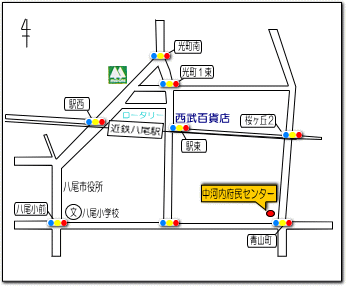 光町南
光町1東
駅西
ロータリー
西武百貨店
桜ヶ丘2
近鉄八尾駅
駅東
八尾市役所
中河内府民センター
八尾小前
文
八尾小学校
青山町